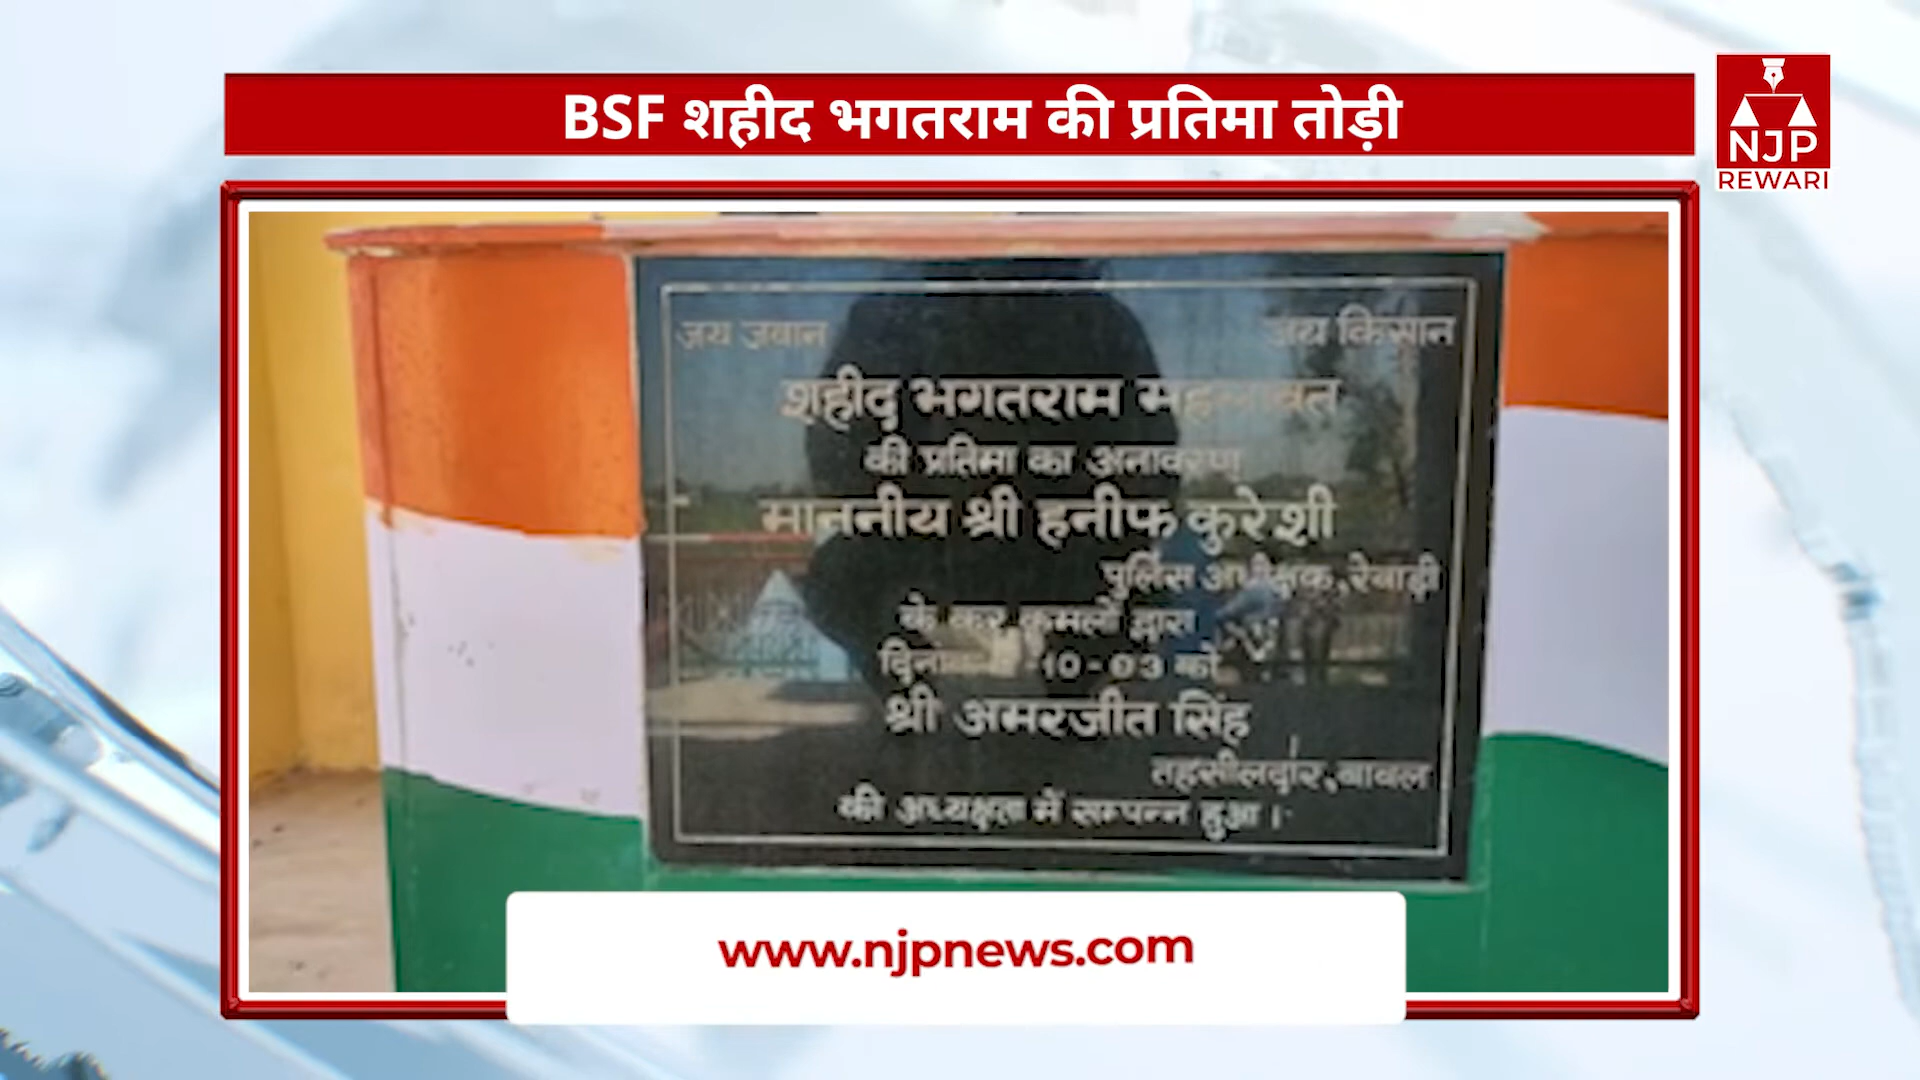 BSF शहीद भगतराम की प्रतिमा तोड़ी
NJP
REWARI
जय जवान
जय किसान
शहीद भगतराम
की प्रतिमा का अनावरण
माननीय श्री हनीफ कुरेशी
पुलिस अधीक्षक, रेवाड़ी
के कर कमलों द्वारा
दिनांक -10-03 को
श्री अमरजीत सिंह
तहसीलदार, बावल
की अध्यक्षता में सम्पन्न हुआ।
www.njpnews.com